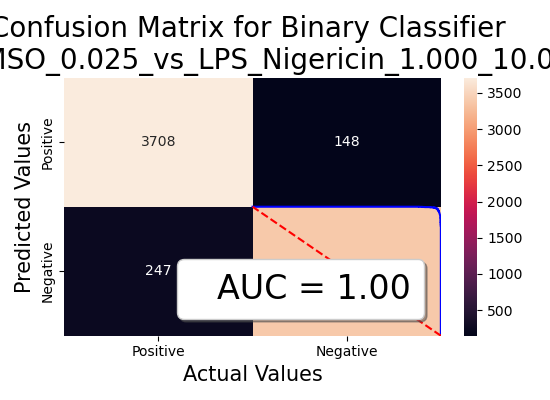 Confusion Matrix for Binary Classifier
MSO_0.025_vs_LPS_Nigericin_1.000_10.0
Predicted Values
Positive
Negative
3708
148
247
AUC = 1.00
Positive
Negative
Actual Values
3500
3000
2500
2000
1500
1000
500